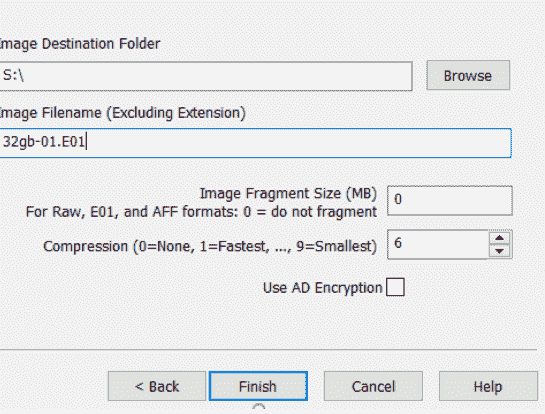 mage Destination Folder
S:\
Browse
mage Filename (Excluding Extension)
32gb-01.E01
Image Fragment Size (MB)
For Raw, E01, and AFF formats: 0 = do not fragment
0
Compression (0=None, 1=Fastest, ..., 9=Smallest)
6
Use AD Encryption
< Back
Finish
Cancel
Help